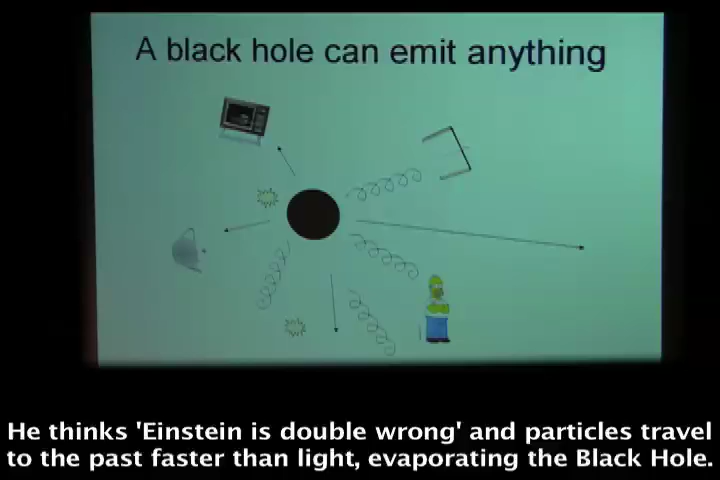 A black hole can emit anything
He thinks 'Einstein is double wrong' and particles travel
to the past faster than light, evaporating the Black Hole.